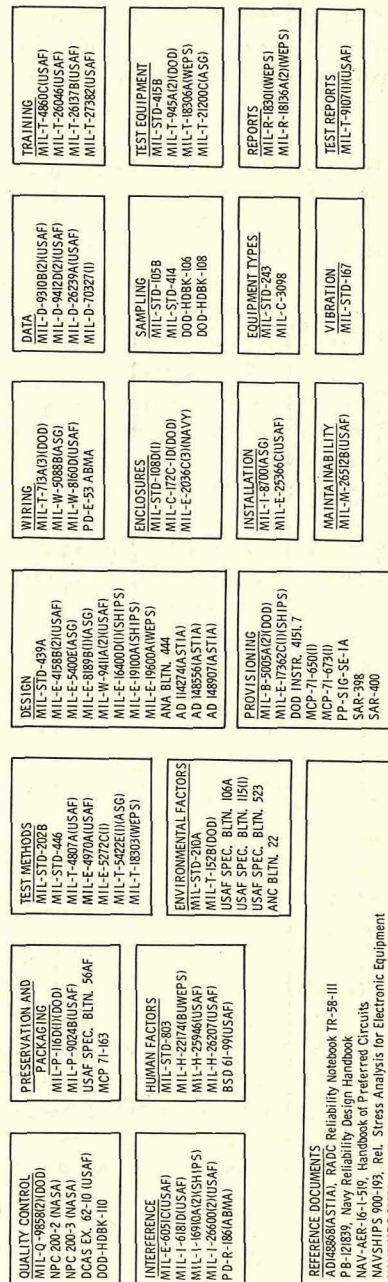 QUALITY CONTROL
MIL-Q-9858(2)(DOD)
NPC 200-2 (NASA)
NPC 200-3 (NASA)
DCAS EX. 62-10 (USAF)
DOD-HDBK-110
PRESERVATION AND
PACKAGING
MIL-P-116D(1)(DOD)
MIL-P-9024B(USAF)
USAF SPEC. BLTN. 56AF
MCP 71-163
TEST METHODS
MIL-STD-202B
MIL-STD-446
MIL-T-4807A(USAF)
MIL-E-4970A(USAF)
MIL-E-5272C(1)
MIL-T-5422E(1)(ASG)
MIL-T-18303(WEPS)
DESIGN
MIL-STD-439A
MIL-E-4158B(2)(USAF)
MIL-E-5400E(ASG)
MIL-E-8189B(1)(ASG)
MIL-W-9411A(2)(USAF)
MIL-E-16400D(1)(SHIPS)
MIL-E-19100A(SHIPS)
MIL-E-19600A(WEPS)
ANA BLTN. 444
AD 114274(ASTIA)
AD 148556(ASTIA)
AD 148907(ASTIA)
WIRING
MIL-T-713A(3)(DOD)
MIL-W-5088B(ASG)
MIL-W-8160D(USAF)
PD-E-53 ABMA
DATA
MIL-D-9310B(2)(USAF)
MIL-D-9412D(2)(USAF)
MIL-D-26239A(USAF)
MIL-D-70327(1)
TRAINING
MIL-T-4860C(USAF)
MIL-T-26046(USAF)
MIL-T-26137B(USAF)
MIL-T-27382(USAF)
INTERFERENCE
MIL-E-6051C(USAF)
MIL-I-6181D(USAF)
MIL-I-16910A(2)(SHIPS)
MIL-I-26600(2)(USAF)
PD-R-186(ABMA)
HUMAN FACTORS
MIL-STD-803
MIL-H-22174(BUWEPS)
MIL-H-25946(USAF)
MIL-H-26207(USAF)
BSD 61-99(USAF)
ENVIRONMENTAL FACTORS
MIL-STD-210A
MIL-T-152B(DOD)
USAF SPEC. BLTN. 106A
USAF SPEC. BLTN. 115(1)
USAF SPEC. BLTN. 523
ANC BLTN. 22
PROVISIONING
MIL-B-5005A(2)(DOD)
MIL-E-17362C(1)(SHIPS)
DOD INSTR. 4151.7
MCP-71-650(1)
MCP-71-673(1)
PP-SIG-SE-1A
SAR-398
SAR-400
ENCLOSURES
MIL-STD-108D(1)
MIL-C-172C-1D(DOD)
MIL-E-2036C(3)(NAVY)
SAMPLING
MIL-STD-105B
MIL-STD-414
DOD-HDBK-106
DOD-HDBK-108
TEST EQUIPMENT
MIL-STD-415B
MIL-T-945A(2)(DOD)
MIL-T-18306A(WEPS)
MIL-T-21200C(ASG)
INSTALLATION
MIL-I-8700(ASG)
MIL-E-25366C(USAF)
EQUIPMENT TYPES
MIL-STD-243
MIL-C-3098
REPORTS
MIL-R-18301(WEPS)
MIL-R-18136A(2)(WEPS)
MAINTAINABILITY
MIL-M-26512B(USAF)
VIBRATION
MIL-STD-167
TEST REPORTS
MIL-T-9107(1)(USAF)
REFERENCE DOCUMENTS
AD148868(ASTIA), RADC Reliability Notebook TR-58-111
PB-121839, Navy Reliability Design Handbook
NAV-AER-16-1-519, Handbook of Preferred Circuits
NAVSHIPS 900-193, Rel. Stress Analysis for Electronic Equipment